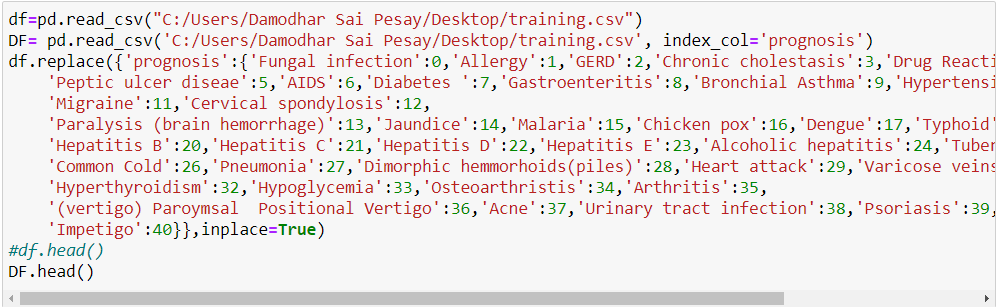 df=pd.read_csv("C:/Users/Damodhar Sai Pesay/Desktop/training.csv")
DF= pd.read_csv('C:/Users/Damodhar Sai Pesay/Desktop/training.csv', index_col='prognosis')
df.replace({'prognosis':{'Fungal infection':0,'Allergy':1,'GERD':2,'Chronic cholestasis':3,'Drug Reacti
'Peptic ulcer diseae':5,'AIDS':6,'Diabetes ':7,'Gastroenteritis':8,'Bronchial Asthma':9,'Hypertensi
'Migraine':11,'Cervical spondylosis':12,
'Paralysis (brain hemorrhage)':13,'Jaundice':14,'Malaria':15,'Chicken pox':16,'Dengue':17,'Typhoid'
'Hepatitis B':20,'Hepatitis C':21,'Hepatitis D':22,'Hepatitis E':23,'Alcoholic hepatitis':24,'Tuber
'Common Cold':26,'Pneumonia':27,'Dimorphic hemmorhoids(piles)':28,'Heart attack':29,'Varicose veins
'Hyperthyroidism':32,'Hypoglycemia':33,'Osteoarthristis':34,'Arthritis':35,
'(vertigo) Paroymsal  Positional Vertigo':36,'Acne':37,'Urinary tract infection':38,'Psoriasis':39,
'Impetigo':40}},inplace=True)
#df.head()
DF.head()